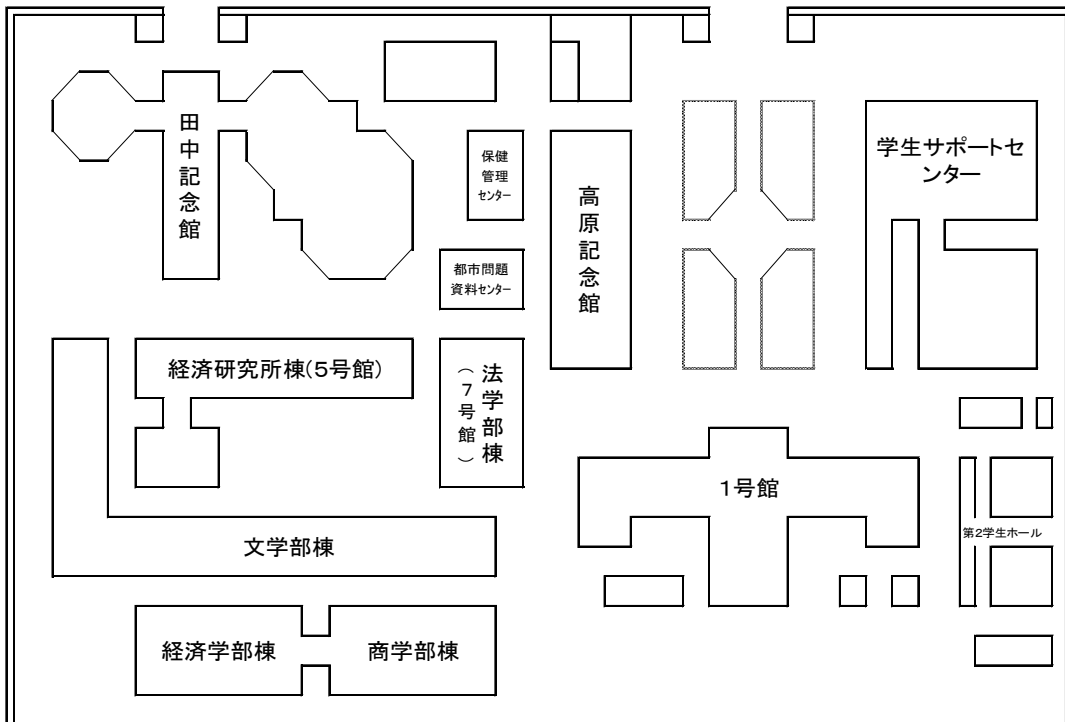 田中記念館
保健
管理
センター
高原記念館
学生サポートセ
ンター
都市問題
資料センター
経済研究所棟(5号館)
法学部棟
(7号館)
1号館
文学部棟
第2学生ホール
経済学部棟
商学部棟